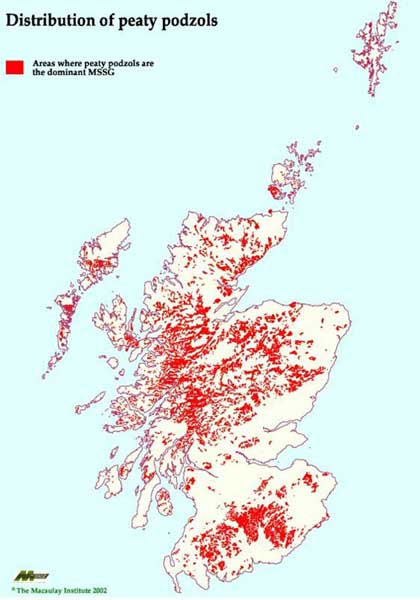 Distribution of peaty podzols
Areas where peaty podzols are
the dominant MSSG
© The Macaulay Institute 2002